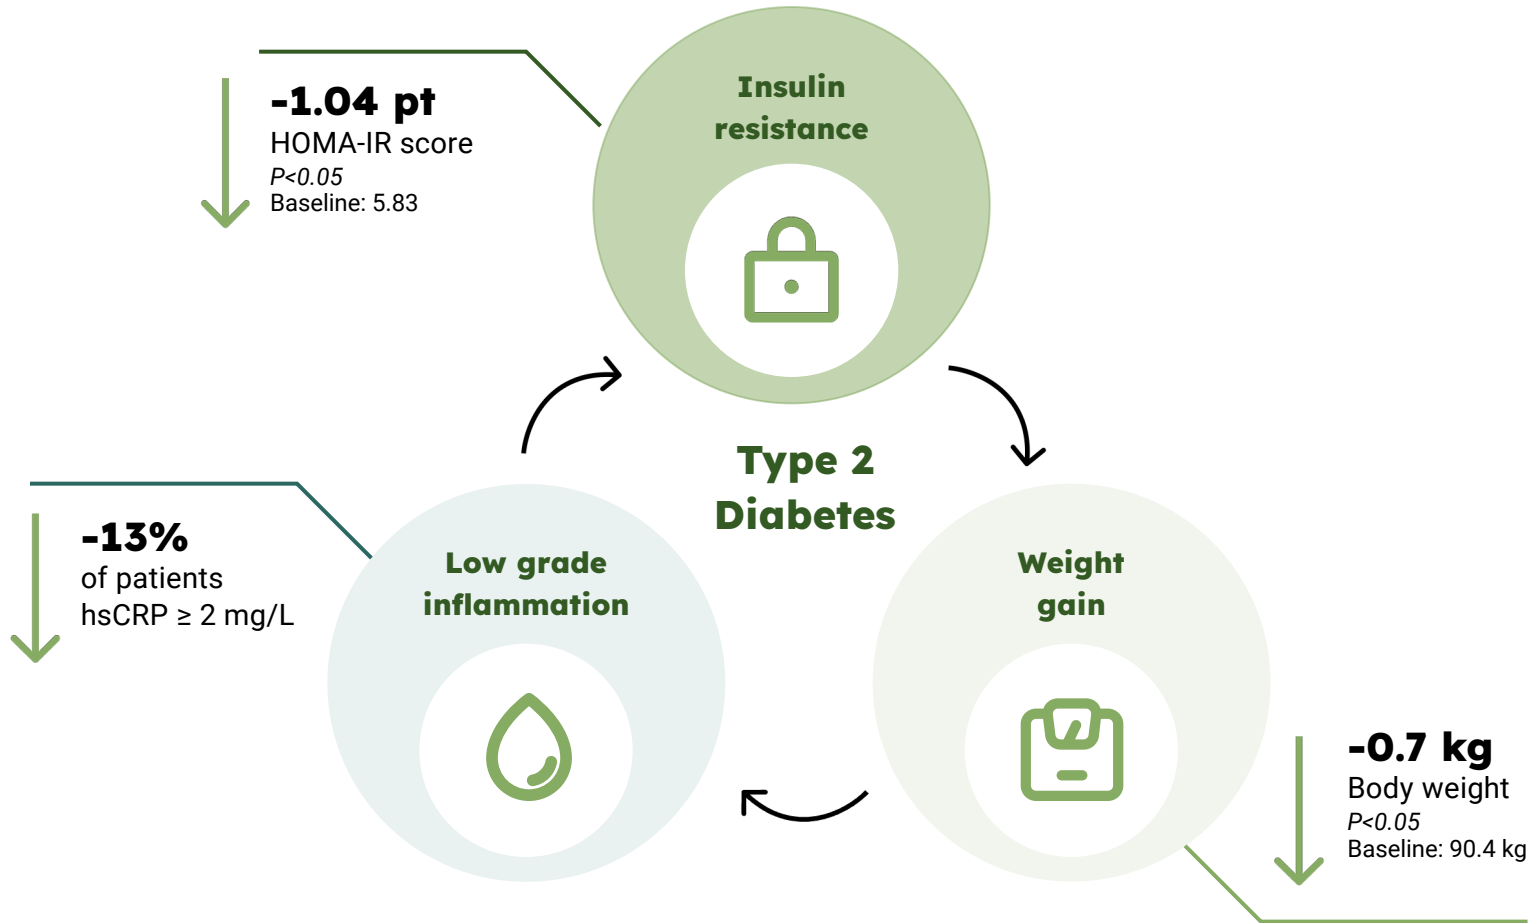 -1.04 pt
HOMA-IR score
P<0.05
Baseline: 5.83
Insulin
resistance
Type 2
Diabetes
-13%
of patients
hsCRP ≥ 2 mg/L
Low grade
inflammation
Weight
gain
-0.7 kg
Body weight
P<0.05
Baseline: 90.4 kg